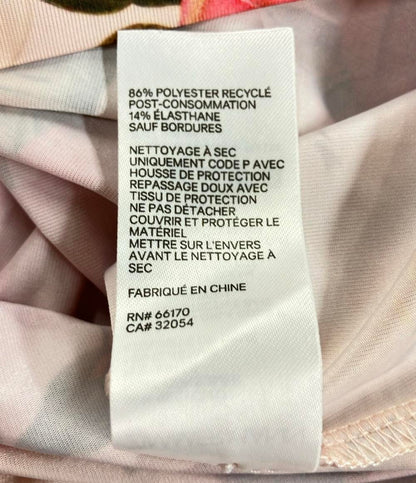 86% POLYESTER RECYCLÉ
POST-CONSOMMATION
14% ÉLASTHANE
SAUF BORDURES
NETTOYAGE À SEC
UNIQUEMENT CODE P AVEC
HOUSSE DE PROTECTION
REPASSAGE DOUX AVEC
TISSU DE PROTECTION
NE PAS DÉTACHER
COUVRIR ET PROTÉGER LE
MATÉRIEL
METTRE SUR L'ENVERS
AVANT LE NETTOYAGE À
SEC
FABRIQUÉ EN CHINE
RN# 66170
CA# 32054